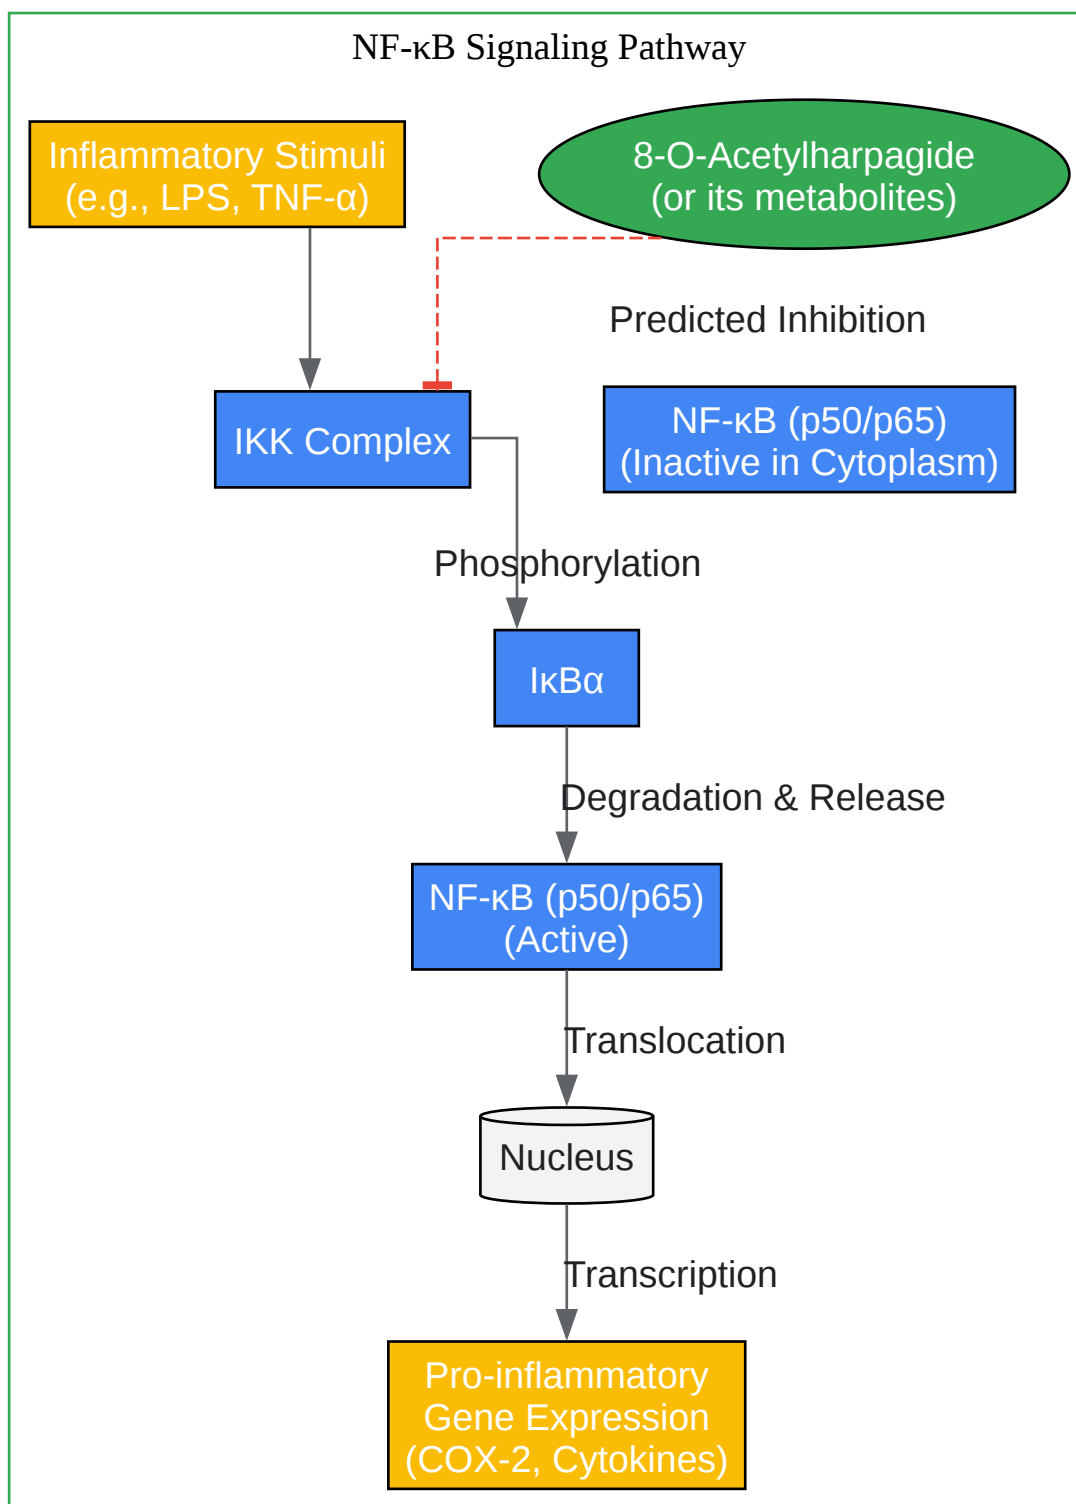 NF-κB Signaling Pathway
Inflammatory Stimuli
(e.g., LPS, TNF-α)
8-O-Acetylharpagide
(or its metabolites)
Predicted Inhibition
IKK Complex
NF-κB (p50/p65)
(Inactive in Cytoplasm)
Phosphorylation
IκBα
Degradation & Release
NF-κB (p50/p65)
(Active)
Translocation
Nucleus
Transcription
Pro-inflammatory
Gene Expression
(COX-2, Cytokines)